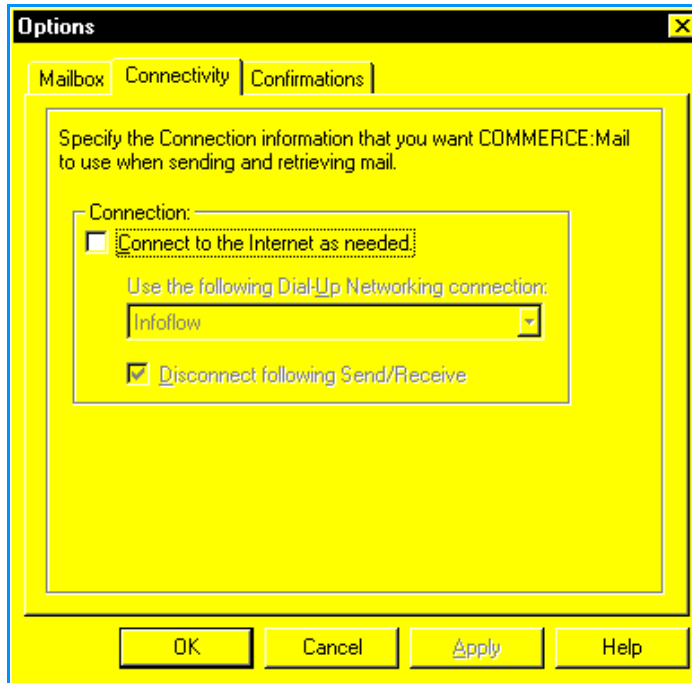 Options
Mailbox Connectivity Confirmations
Specify the Connection information that you want COMMERCE:Mail
to use when sending and retrieving mail.
Connection:
Connect to the Internet as needed.
Use the following Dial-Up Networking connection:
Infoflow
Disconnect following Send/Receive
OK Cancel Apply Help